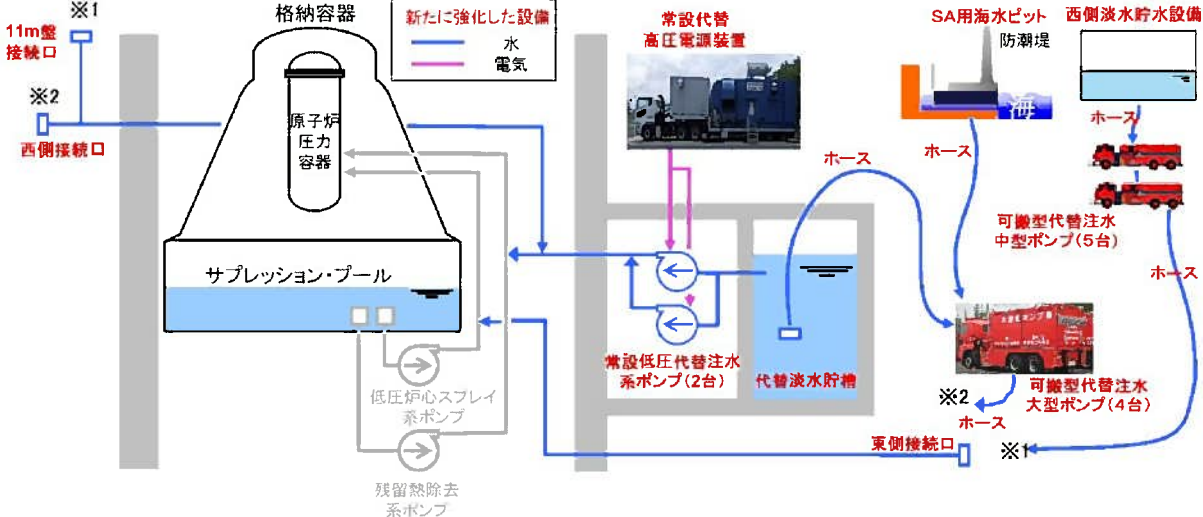 ※1
11m盤
接続口
※2
西側接続口
格納容器
原子炉
圧力
容器
サプレッション・プール
新たに強化した設備
水
電気
常設代替
高圧電源装置
SA用海水ピット
防潮堤
海
西側淡水貯水設備
ホース
ホース
ホース
可搬型代替注水
中型ポンプ(5台)
ホース
常設低圧代替注水
系ポンプ(2台)
代替淡水貯槽
低圧炉心スプレイ
系ポンプ
残留熱除去
系ポンプ
※2
ホース
可搬型代替注水
大型ポンプ(4台)
東側接続口
※1